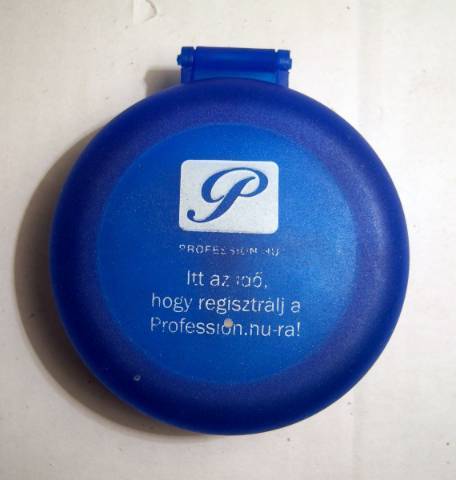 P
PROFESSION.HU
Itt az idő,
hogy regisztrálj a
Profession.hu-ra!